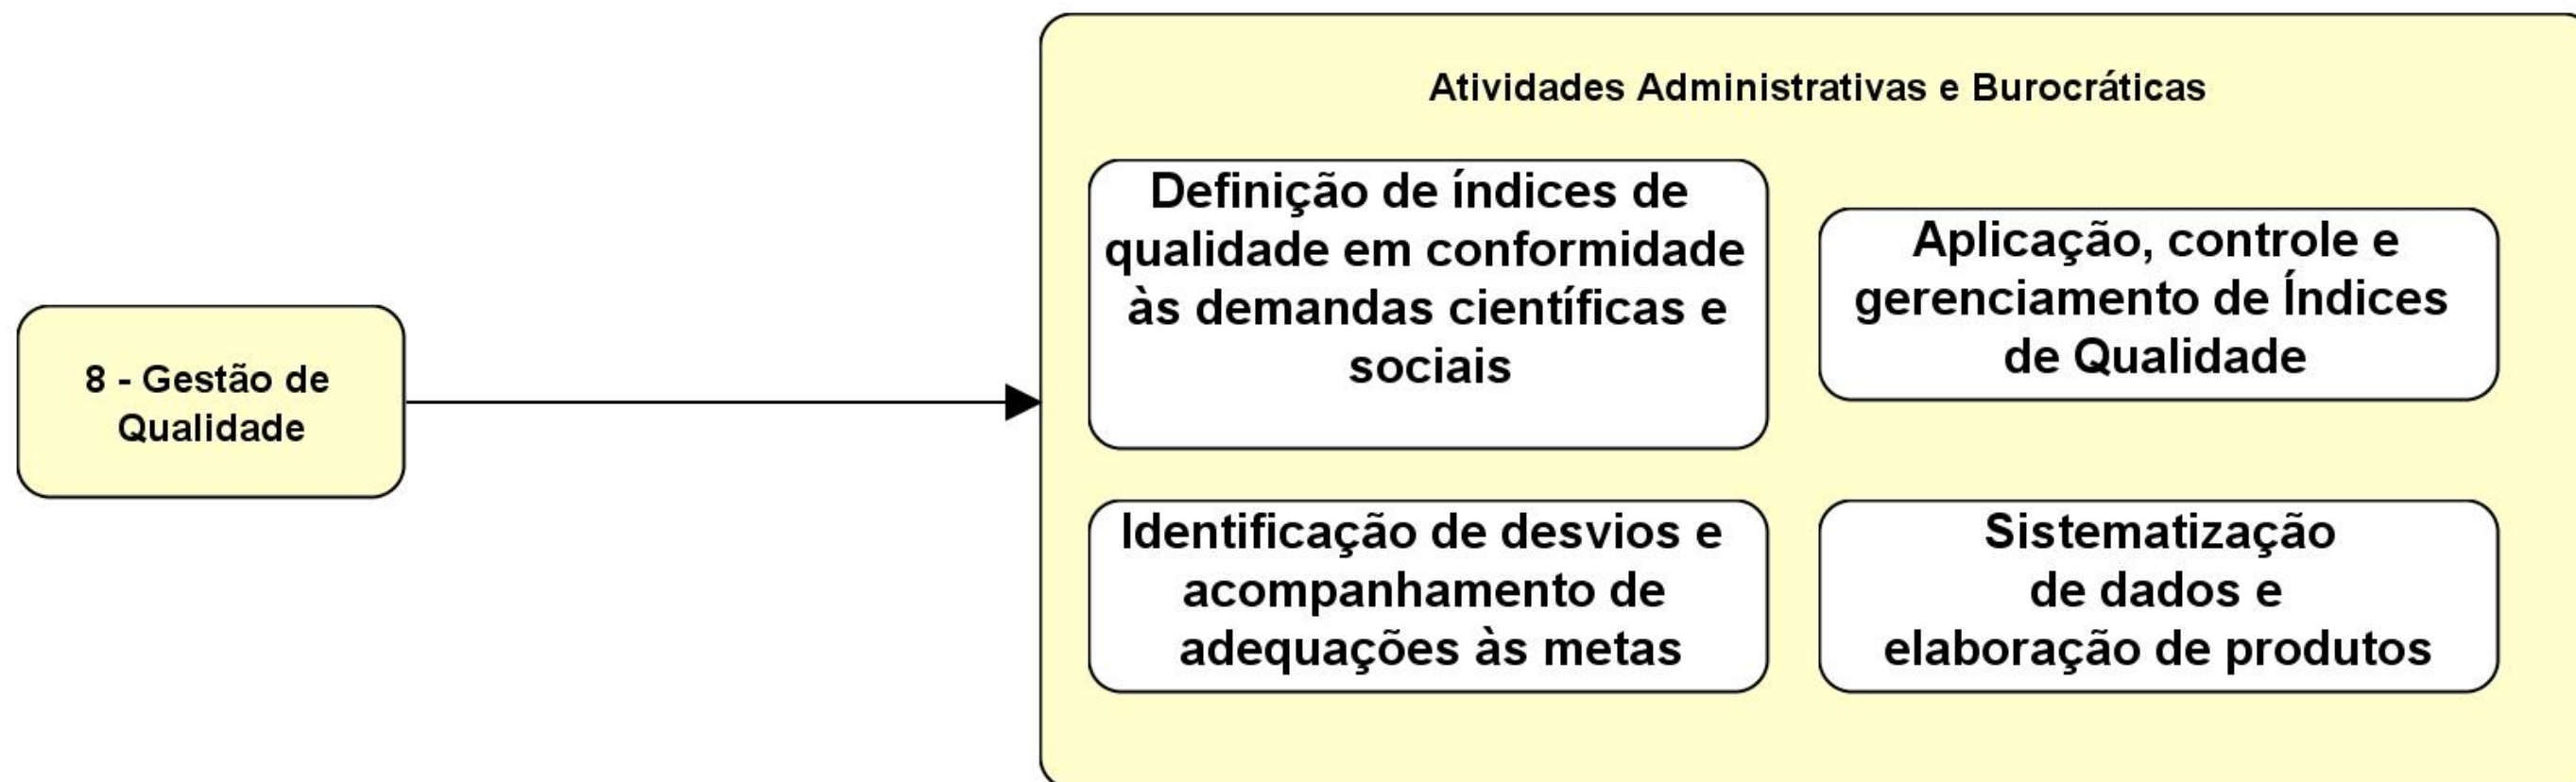 Atividades Administrativas e Burocráticas
Definição de índices de
qualidade em conformidade
às demandas científicas e
sociais
Aplicação, controle e
gerenciamento de Índices
de Qualidade
8 - Gestão de
Qualidade
Identificação de desvios e
acompanhamento de
adequações às metas
Sistematização
de dados e
elaboração de produtos